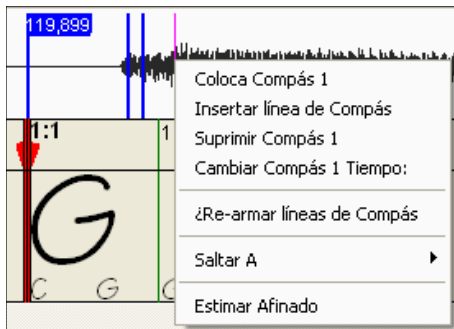 119,899
Coloca Compás 1
Insertar línea de Compás
1:1
1
Suprimir Compás 1
Cambiar Compás 1 Tiempo:
G
¿Re-armar líneas de Compás
Saltar A
C G
Estimar Afinado